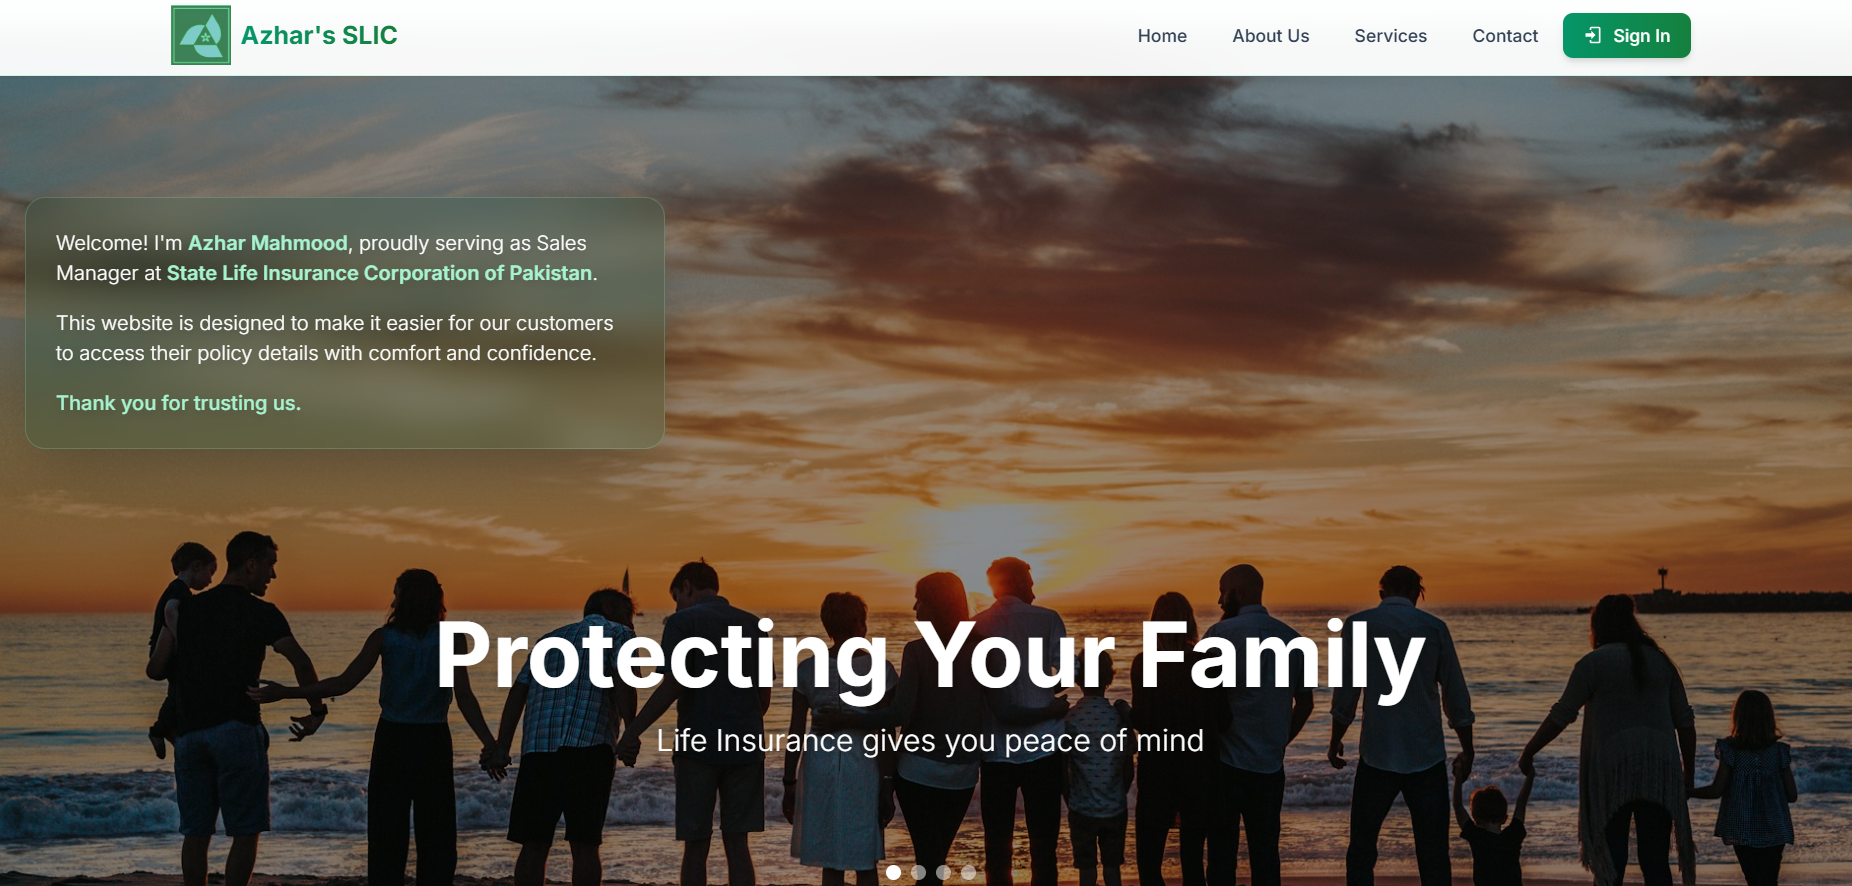 Azhar's SLIC
Home
About Us
Services
Contact
Sign In
Welcome! I'm Azhar Mahmood, proudly serving as Sales
Manager at State Life Insurance Corporation of Pakistan.
This website is designed to make it easier for our customers
to access their policy details with comfort and confidence.
Thank you for trusting us.
Protecting Your Family
Life Insurance gives you peace of mind